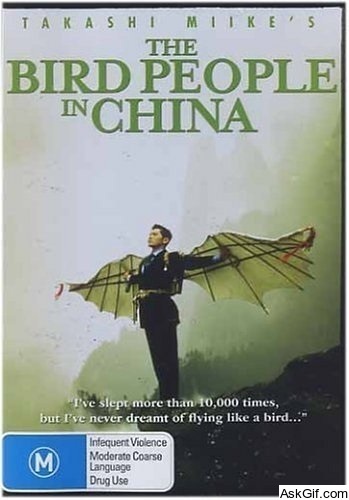 TAKASHI MIIKE'S
THE
BIRD PEOPLE
IN CHINA
"I've slept more than 10,000 times,
but I've never dreamt of flying like a bird..."
M
Infequent Violence
Moderate Coarse
Language
Drug Use
AskGif.com